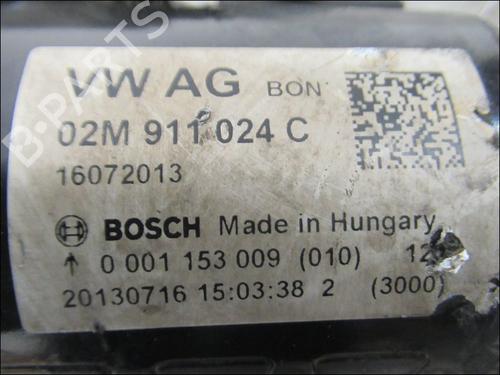 VW AG BON
02M 911 024 C
16072013
BOSCH Made in Hungary
↑ 0 001 153 009 (010)
20130716 15:03:38 2 (3000)
B-PARTS